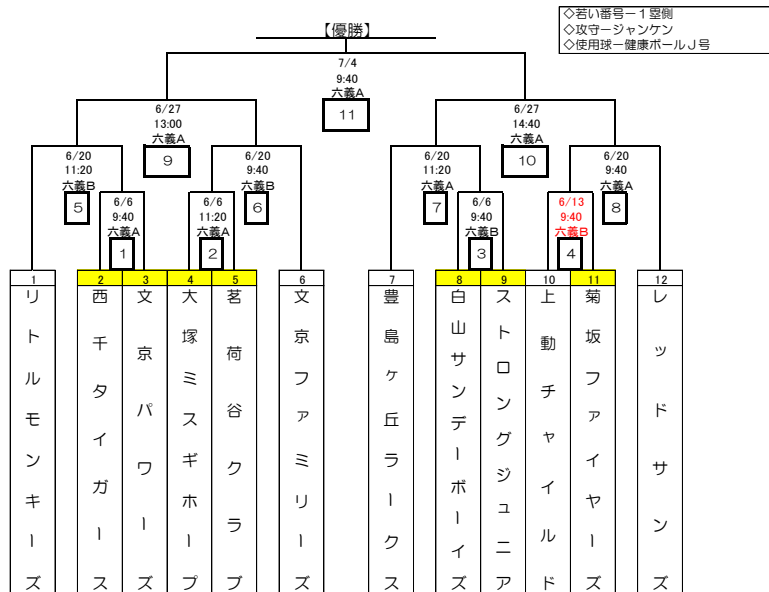 【優勝】
◇若い番号－１塁側
◇攻守－ジャンケン
◇使用球－健康ボールＪ号
7/4
9:40
六義A
11
6/27
13:00
六義A
9
6/27
14:40
六義A
10
6/20
11:20
六義B
5
6/20
9:40
六義B
6
6/20
11:20
六義A
7
6/20
9:40
六義A
8
6/6
9:40
六義A
1
6/6
11:20
六義A
2
6/6
9:40
六義B
3
6/13
9:40
六義B
4
1
リトルモンキーズ
2
西千タイガース
3
文京パワーズ
4
大塚ミスギホープ
5
茗荷谷クラブ
6
文京ファミリーズ
7
豊島ヶ丘ラークス
8
白山サンデーボーイズ
9
ストロングジュニア
10
上動チャイルド
11
菊坂ファイヤーズ
12
レッドサンズ